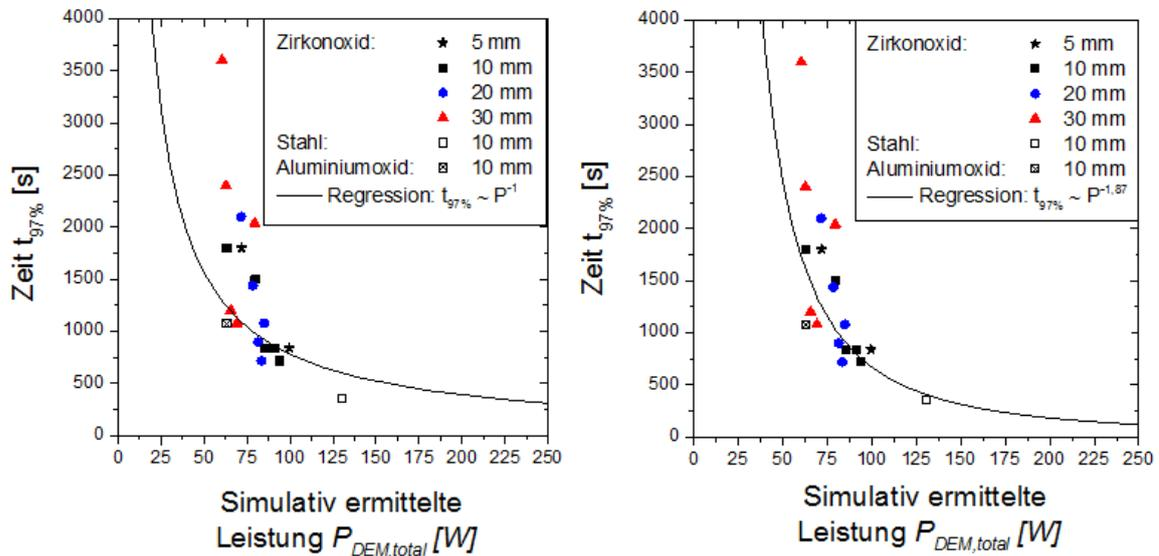 4000
3500
3000
2500
2000
1500
1000
500
0
Zeit t97% [s]
Zirkonoxid: 5 mm
10 mm
20 mm
30 mm
Stahl: 10 mm
Aluminiumoxid: 10 mm
Regression: t97% ~ P-1
0 25 50 75 100 125 150 175 200 225 250
Simulativ ermittelte
Leistung PDEM,total [W]
4000
3500
3000
2500
2000
1500
1000
500
0
Zeit t97% [s]
Zirkonoxid: 5 mm
10 mm
20 mm
30 mm
Stahl: 10 mm
Aluminiumoxid: 10 mm
Regression: t97% ~ P-1,87
0 25 50 75 100 125 150 175 200 225 250
Simulativ ermittelte
Leistung PDEM,total [W]